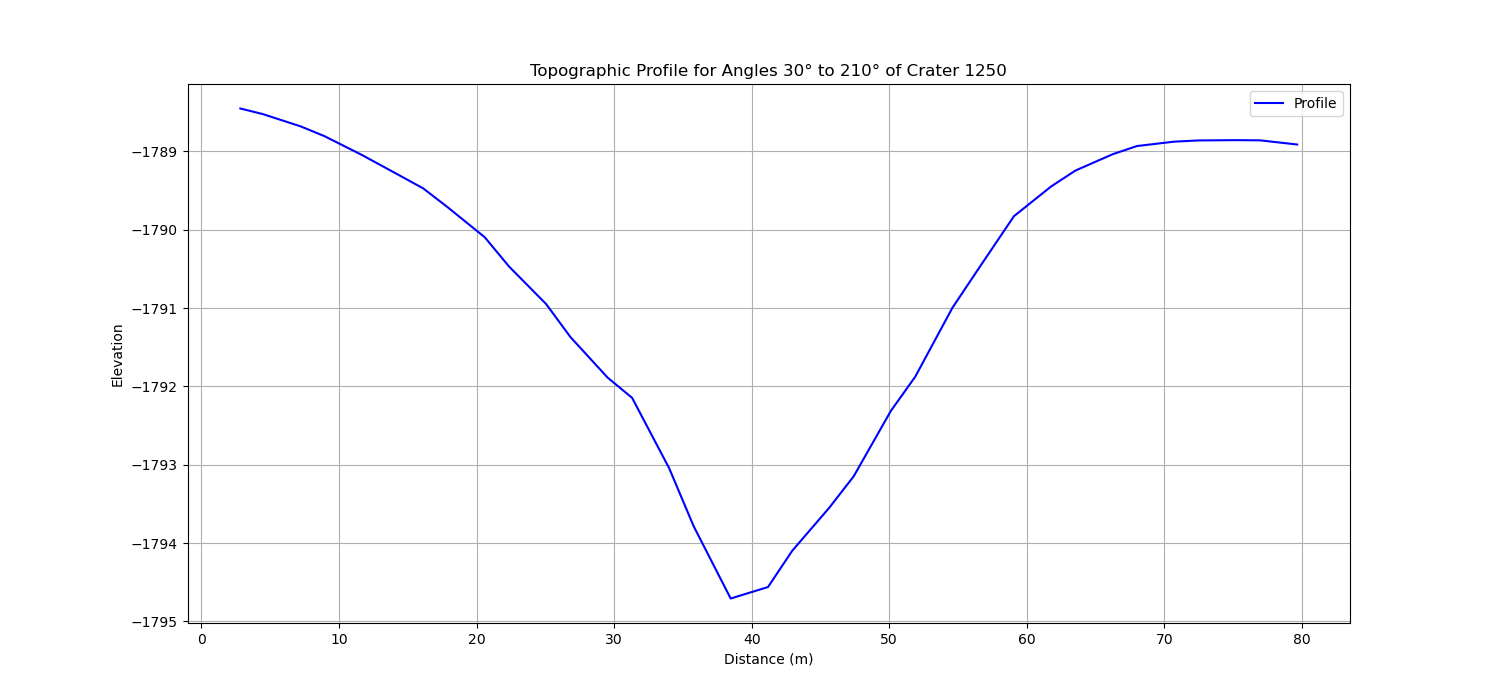 Topographic Profile for Angles 30° to 210° of Crater 1250
Profile
−1789
−1790
−1791
−1792
−1793
−1794
−1795
Elevation
0 10 20 30 40 50 60 70 80
Distance (m)